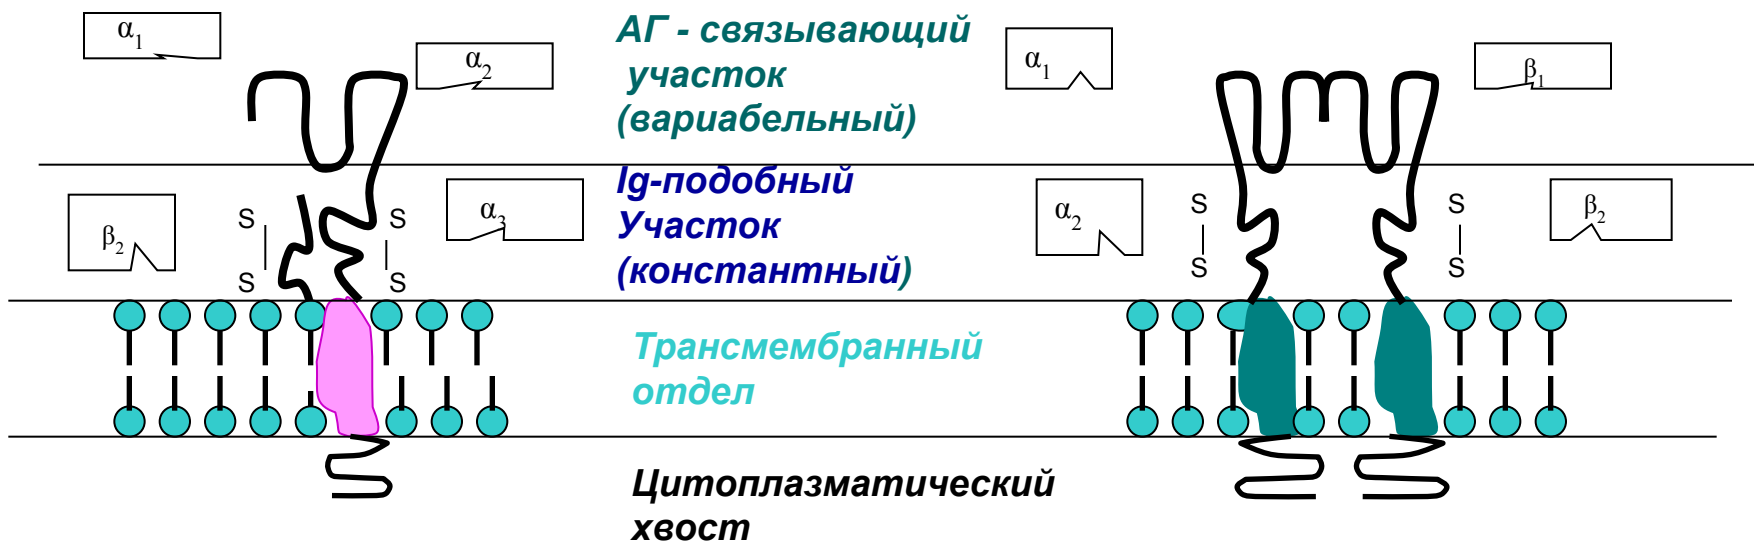 α1
α2
АГ - связывающий
участок
(вариабельный)
α1
β1
β2
S
S
S
S
α3
Ig-подобный
Участок
(константный)
α2
S
S
S
S
β2
Трансмембранный
отдел
Цитоплазматический
хвост